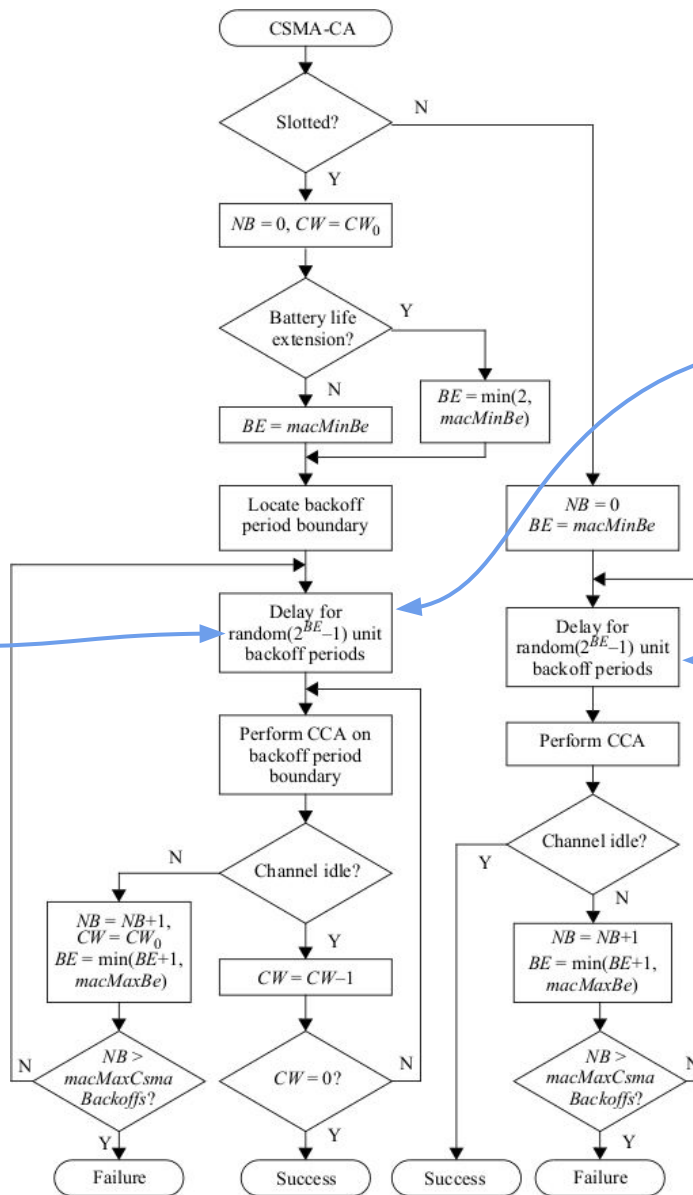 CSMA-CA
Slotted?
N
Y
NB = 0, CW = CW₀
Battery life
extension?
Y
N
BE = min(2,
macMinBe)
BE = macMinBe
Locate backoff
period boundary
Delay for
random(2^BE–1) unit
backoff periods
Perform CCA on
backoff period
boundary
Channel idle?
N
Y
NB = NB+1,
CW = CW₀
BE = min(BE+1,
macMaxBe)
CW = CW–1
NB >
macMaxCsma
Backoffs?
N
Y
CW = 0?
N
Y
Failure
Success
NB = 0
BE = macMinBe
Delay for
random(2^BE–1) unit
backoff periods
Perform CCA
Channel idle?
Y
N
NB = NB+1
BE = min(BE+1,
macMaxBe)
NB >
macMaxCsma
Backoffs?
N
Y
Success
Failure